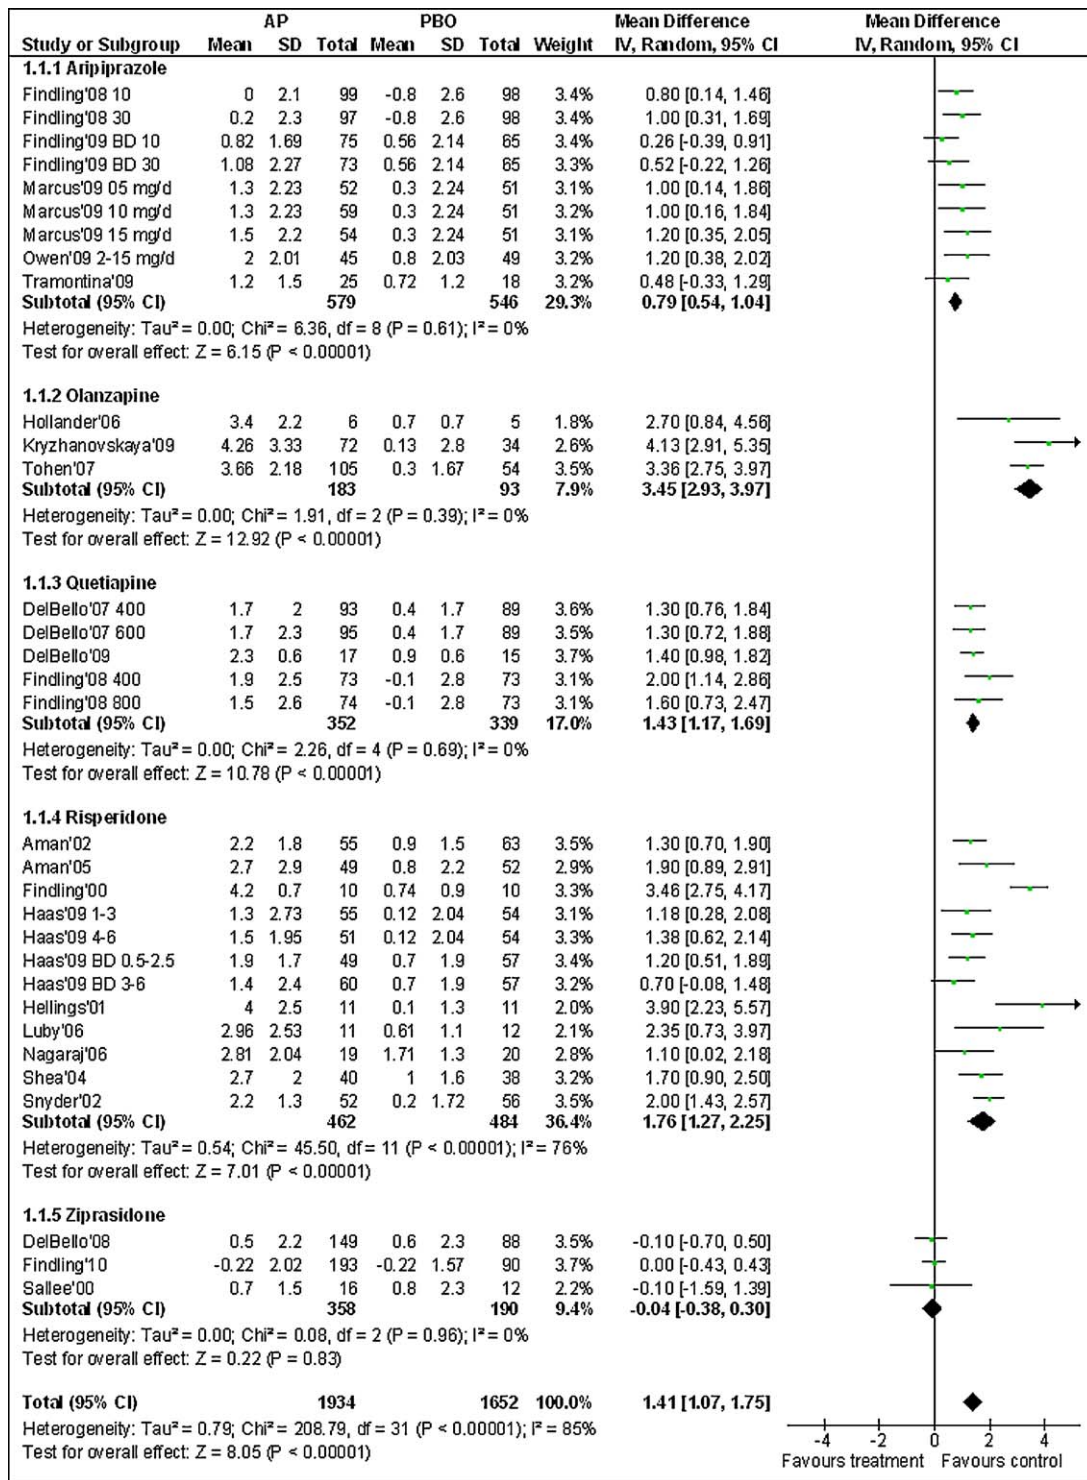 AP PBO Mean Difference Mean Difference
Study or Subgroup Mean SD Total Mean SD Total Weight IV, Random, 95% CI IV, Random, 95% CI
1.1.1 Aripiprazole
Findling'08 10 0 2.1 99 -0.8 2.6 98 3.4% 0.80 [0.14, 1.46]
Findling'08 30 0.2 2.3 97 -0.8 2.6 98 3.3% 1.00 [0.31, 1.69]
Findling'09 BD 10 0.82 1.69 75 0.56 2.14 65 3.4% 0.26 [-0.39, 0.91]
Findling'09 BD 30 1.08 2.27 73 0.56 2.14 65 3.3% 0.52 [-0.22, 1.26]
Marcus'09 05 mg/d 1.3 2.23 52 0.3 2.24 51 3.1% 1.00 [0.14, 1.86]
Marcus'09 10 mg/d 1.3 2.23 59 0.3 2.24 51 3.2% 1.00 [0.16, 1.84]
Marcus'09 15 mg/d 1.5 2.2 54 0.3 2.24 51 3.1% 1.20 [0.35, 2.05]
Owen'09 2-15 mg/d 2 2.01 45 0.8 2.03 49 3.2% 1.20 [0.38, 2.02]
Tramontina'09 1.2 1.5 25 0.72 1.2 18 3.2% 0.48 [-0.33, 1.29]
Subtotal (95% CI) 579 546 29.3% 0.79 [0.54, 1.04]
Heterogeneity: Tau² = 0.00; Chi² = 6.36, df = 8 (P = 0.61); I² = 0%
Test for overall effect: Z = 6.15 (P < 0.00001)
1.1.2 Olanzapine
Hollander'06 3.4 2.2 6 0.7 0.7 5 1.8% 2.70 [0.84, 4.56]
Kryzhanovskaya'09 4.26 3.33 72 0.13 2.8 34 2.6% 4.13 [2.91, 5.35]
Tohen'07 3.66 2.18 105 0.3 1.67 54 3.5% 3.36 [2.75, 3.97]
Subtotal (95% CI) 183 93 7.9% 3.45 [2.93, 3.97]
Heterogeneity: Tau² = 0.00; Chi² = 1.91, df = 2 (P = 0.39); I² = 0%
Test for overall effect: Z = 12.92 (P < 0.00001)
1.1.3 Quetiapine
DelBello'07 400 1.7 2 93 0.4 1.7 89 3.6% 1.30 [0.76, 1.84]
DelBello'07 600 1.7 2.3 95 0.4 1.7 89 3.5% 1.30 [0.72, 1.88]
DelBello'09 2.3 0.6 17 0.9 0.6 15 3.7% 1.40 [0.98, 1.82]
Findling'08 400 1.9 2.5 73 -0.1 2.8 73 3.1% 2.00 [1.14, 2.86]
Findling'08 800 1.5 2.6 74 -0.1 2.8 73 3.1% 1.60 [0.73, 2.47]
Subtotal (95% CI) 352 339 17.0% 1.43 [1.17, 1.69]
Heterogeneity: Tau² = 0.00; Chi² = 2.26, df = 4 (P = 0.69); I² = 0%
Test for overall effect: Z = 10.78 (P < 0.00001)
1.1.4 Risperidone
Aman'02 2.2 1.8 55 0.9 1.5 63 3.5% 1.30 [0.70, 1.90]
Aman'05 2.7 2.9 49 0.8 2.2 52 2.9% 1.90 [0.89, 2.91]
Findling'00 4.2 0.7 10 0.74 0.9 10 3.3% 3.46 [2.75, 4.17]
Haas'09 1-3 1.3 2.73 55 0.12 2.04 54 3.1% 1.18 [0.28, 2.08]
Haas'09 4-6 1.5 1.95 51 0.12 2.04 54 3.3% 1.38 [0.62, 2.14]
Haas'09 BD 0.5-2.5 1.9 1.7 49 0.7 1.9 57 3.4% 1.20 [0.51, 1.89]
Haas'09 BD 3-6 1.4 2.4 60 0.7 1.9 57 3.2% 0.70 [-0.08, 1.48]
Hellings'01 4 2.5 11 0.1 1.3 11 2.0% 3.90 [2.23, 5.57]
Luby'06 2.96 2.53 11 0.61 1.1 12 2.1% 2.35 [0.73, 3.97]
Nagaraj'06 2.81 2.04 19 1.71 1.3 20 2.8% 1.10 [0.02, 2.18]
Shea'04 2.7 2 40 1 1.6 38 3.2% 1.70 [0.90, 2.50]
Snyder'02 2.2 1.3 52 0.2 1.72 56 3.5% 2.00 [1.43, 2.57]
Subtotal (95% CI) 462 484 36.4% 1.76 [1.27, 2.25]
Heterogeneity: Tau² = 0.54; Chi² = 45.50, df = 11 (P < 0.00001); I² = 76%
Test for overall effect: Z = 7.01 (P < 0.00001)
1.1.5 Ziprasidone
DelBello'08 0.5 2.2 149 0.6 2.3 88 3.5% -0.10 [-0.70, 0.50]
Findling'10 -0.22 2.02 193 -0.22 1.57 90 3.7% 0.00 [-0.43, 0.43]
Sallee'00 0.7 1.5 16 0.8 2.3 12 2.2% -0.10 [-1.59, 1.39]
Subtotal (95% CI) 358 190 9.4% -0.04 [-0.38, 0.30]
Heterogeneity: Tau² = 0.00; Chi² = 0.08, df = 2 (P = 0.96); I² = 0%
Test for overall effect: Z = 0.22 (P = 0.83)
Total (95% CI) 1934 1652 100.0% 1.41 [1.07, 1.75]
Heterogeneity: Tau² = 0.79; Chi² = 208.79, df = 31 (P < 0.00001); I² = 85%
Test for overall effect: Z = 8.05 (P < 0.00001)
-4 -2 0 2 4
Favours treatment Favours control